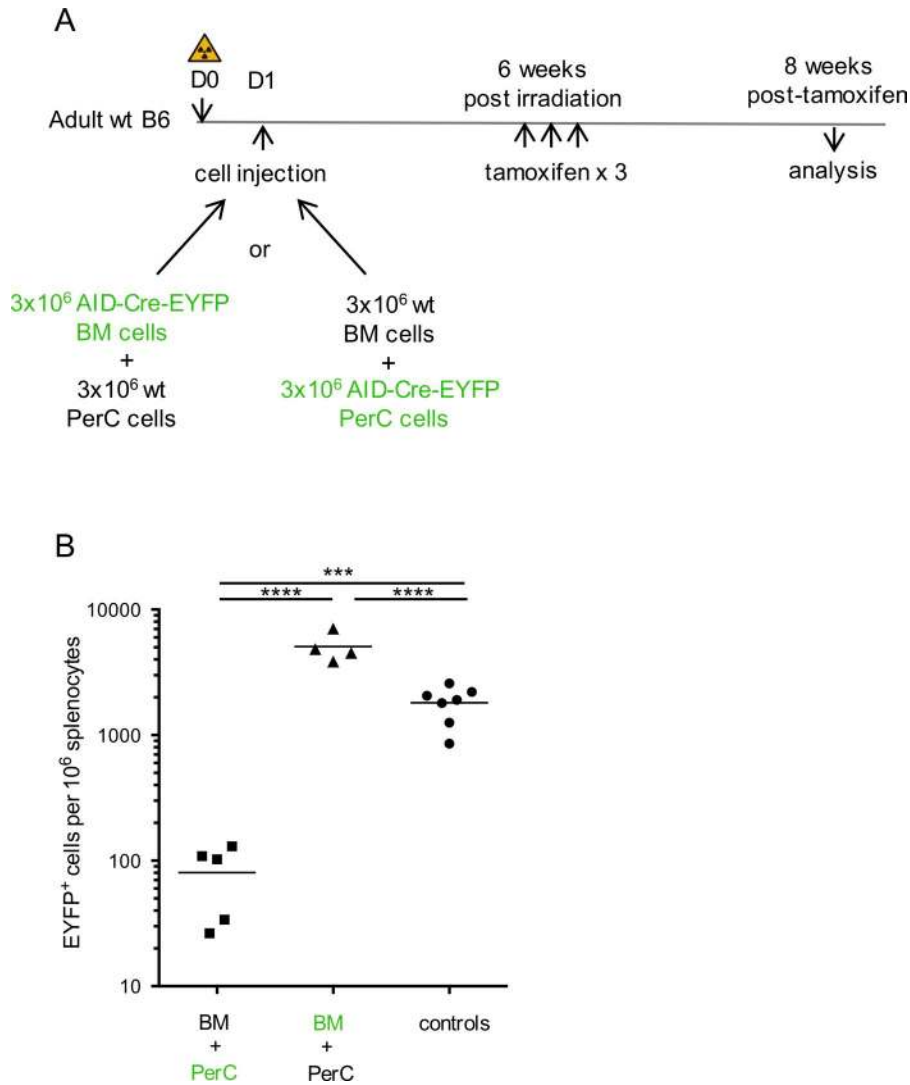 A
D0 D1
6 weeks
post irradiation
8 weeks
post-tamoxifen
Adult wt B6
cell injection
tamoxifen x 3
analysis
or
3x10⁶ AID-Cre-EYFP
BM cells
+
3x10⁶ wt
PerC cells
3x10⁶ wt
BM cells
+
3x10⁶ AID-Cre-EYFP
PerC cells
B
***
**** ****
EYFP⁺ cells per 10⁶ splenocytes
10000
1000
100
10
BM
+
PerC
BM
+
PerC
controls